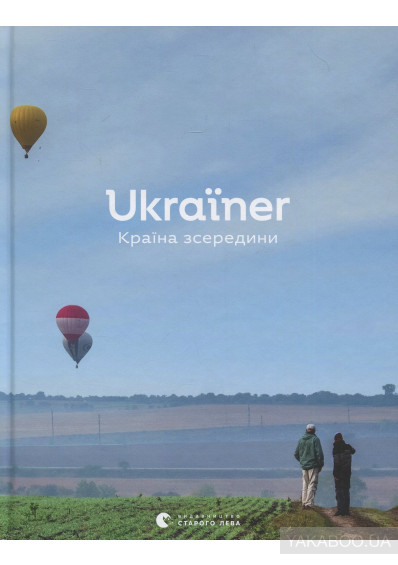 Ukraïner
Країна зсередини
ВИДАВНИЦТВО
СТАРОГО ЛЕВА
YAKABOO.UA